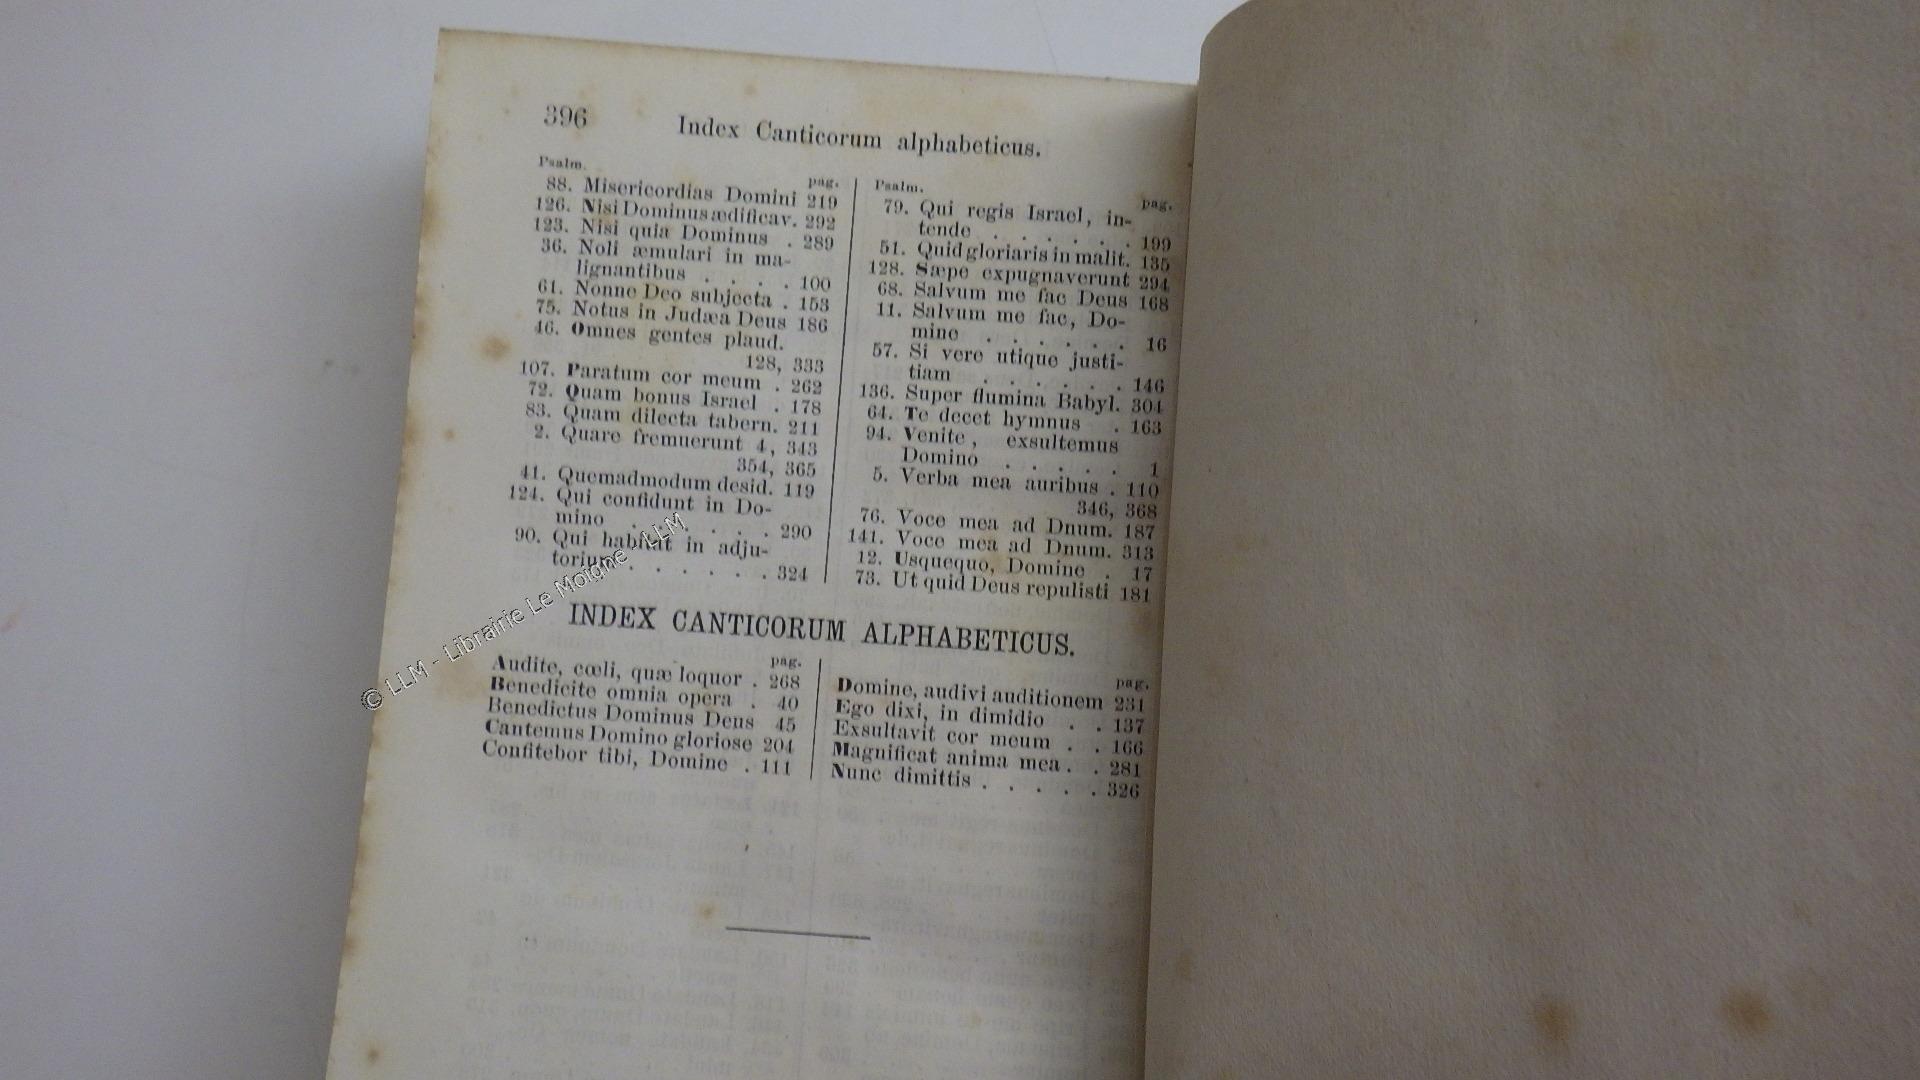 396 Index Canticorum alphabeticus.
Psalm. pag.
88. Misericordias Domini 219
126. Nisi Dominus ædificav. 292
123. Nisi quia Dominus . 289
36. Noli æmulari in ma-
lignantibus . . . . 100
61. Nonne Deo subjecta . 153
75. Notus in Judæa Deus 186
46. Omnes gentes plaud.
128, 333
107. Paratum cor meum . 262
72. Quam bonus Israel . 178
83. Quam dilecta tabern. 211
2. Quare fremuerunt 4, 343
354, 365
41. Quemadmodum desid. 119
124. Qui confidunt in Do-
mino . . . . . . . 290
90. Qui habitat in adju-
torium . . . . . . . 324
Psalm. pag.
79. Qui regis Israel, in-
tende . . . . . . . 199
51. Quid gloriaris in malit. 135
128. Sæpe expugnaverunt 294
68. Salvum me fac Deus 168
11. Salvum me fac, Do-
mine . . . . . . 16
57. Si vere utique justi-
tiam . . . . . . 146
136. Super flumina Babyl. 304
64. Te decet hymnus . 163
94. Venite, exsultemus
Domino . . . . . 1
5. Verba mea auribus . 110
346, 368
76. Voce mea ad Dnum. 187
141. Voce mea ad Dnum. 313
12. Usquequo, Domine . 17
73. Ut quid Deus repulisti 181
INDEX CANTICORUM ALPHABETICUS.
pag.
Audite, cœli, quæ loquor . 268
Benedicite omnia opera . 40
Benedictus Dominus Deus 45
Cantemus Domino gloriose 204
Confitebor tibi, Domine . 111
pag.
Domine, audivi auditionem 231
Ego dixi, in dimidio . . 137
Exsultavit cor meum . . 166
Magnificat anima mea . . 281
Nunc dimittis . . . . . 326
© LLM - Librairie Le Moigne - LLM